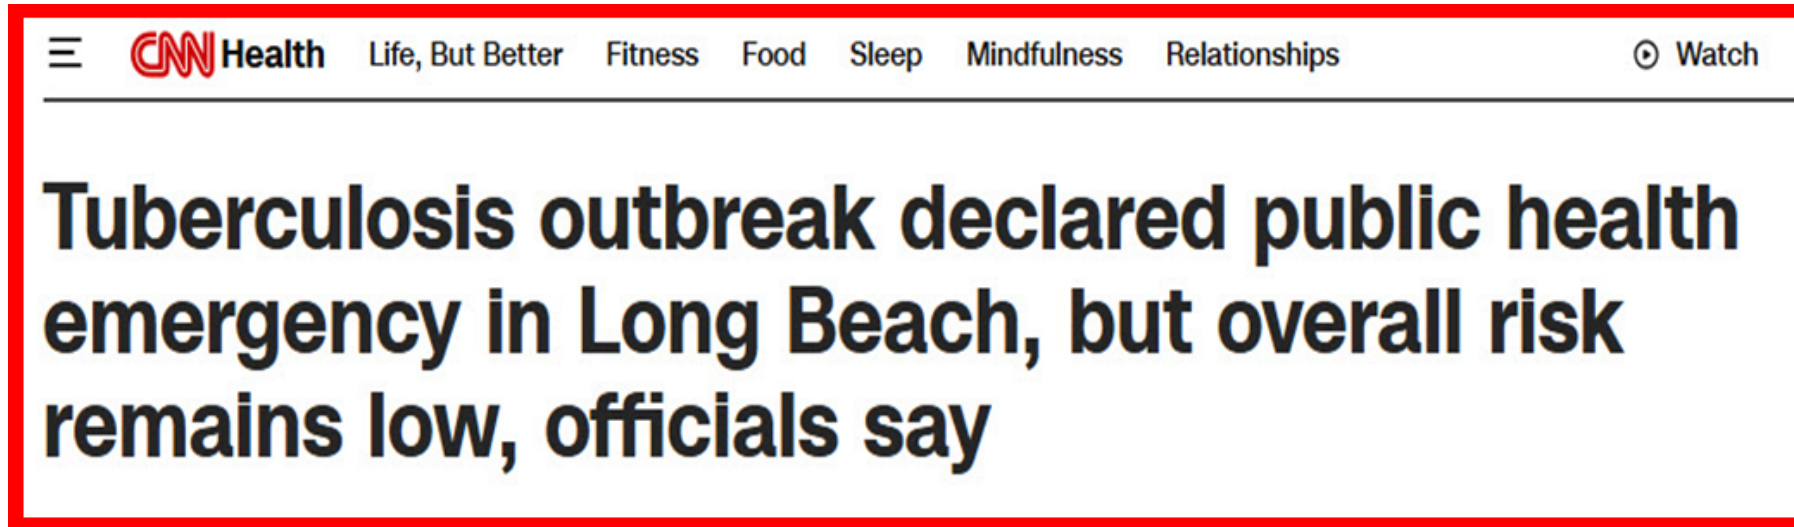 CNN Health Life, But Better Fitness Food Sleep Mindfulness Relationships Watch
Tuberculosis outbreak declared public health
emergency in Long Beach, but overall risk
remains low, officials say